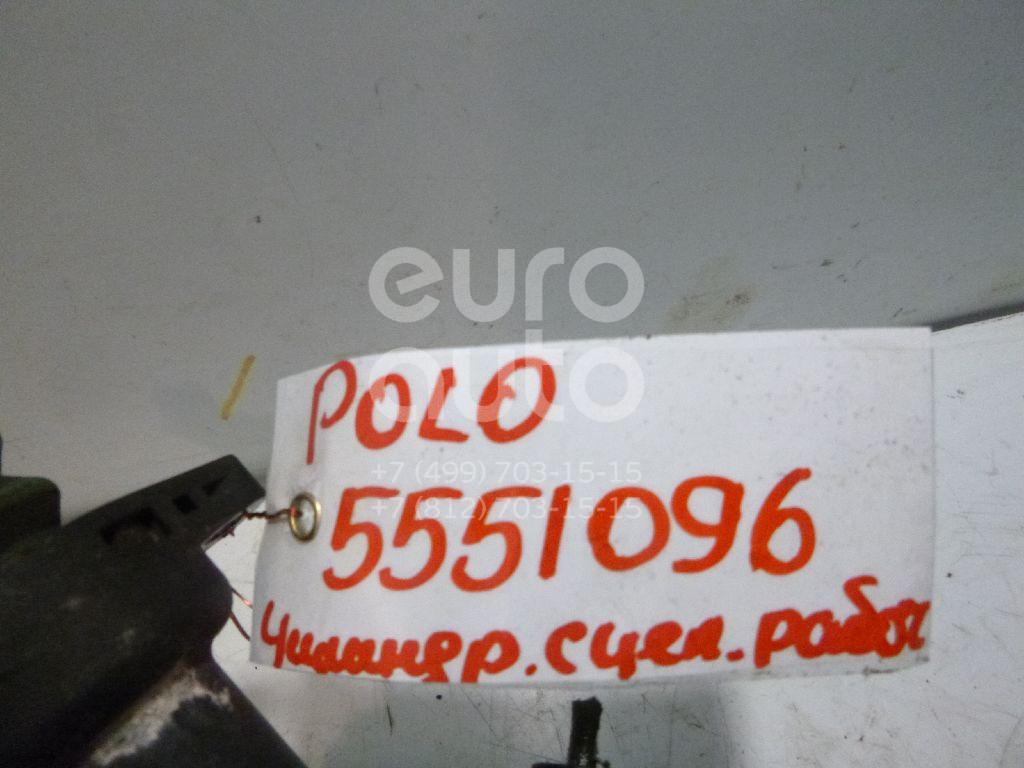 euro
auto
POLO
+7 (499) 703-15-15
5551096
+7 (812) 703-15-15
Цилиндр.сцеп.рабоч